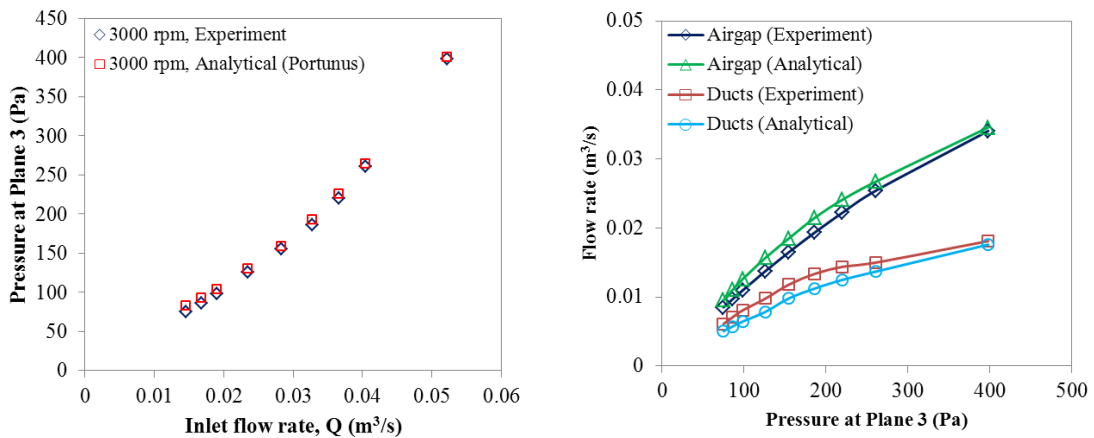 450
400
350
300
250
200
150
100
50
0
Pressure at Plane 3 (Pa)
3000 rpm, Experiment
3000 rpm, Analytical (Portunus)
0
0.01
0.02
0.03
0.04
0.05
0.06
Inlet flow rate, Q (m³/s)
0.05
0.04
0.03
0.02
0.01
0
Flow rate (m³/s)
Airgap (Experiment)
Airgap (Analytical)
Ducts (Experiment)
Ducts (Analytical)
0
100
200
300
400
500
Pressure at Plane 3 (Pa)